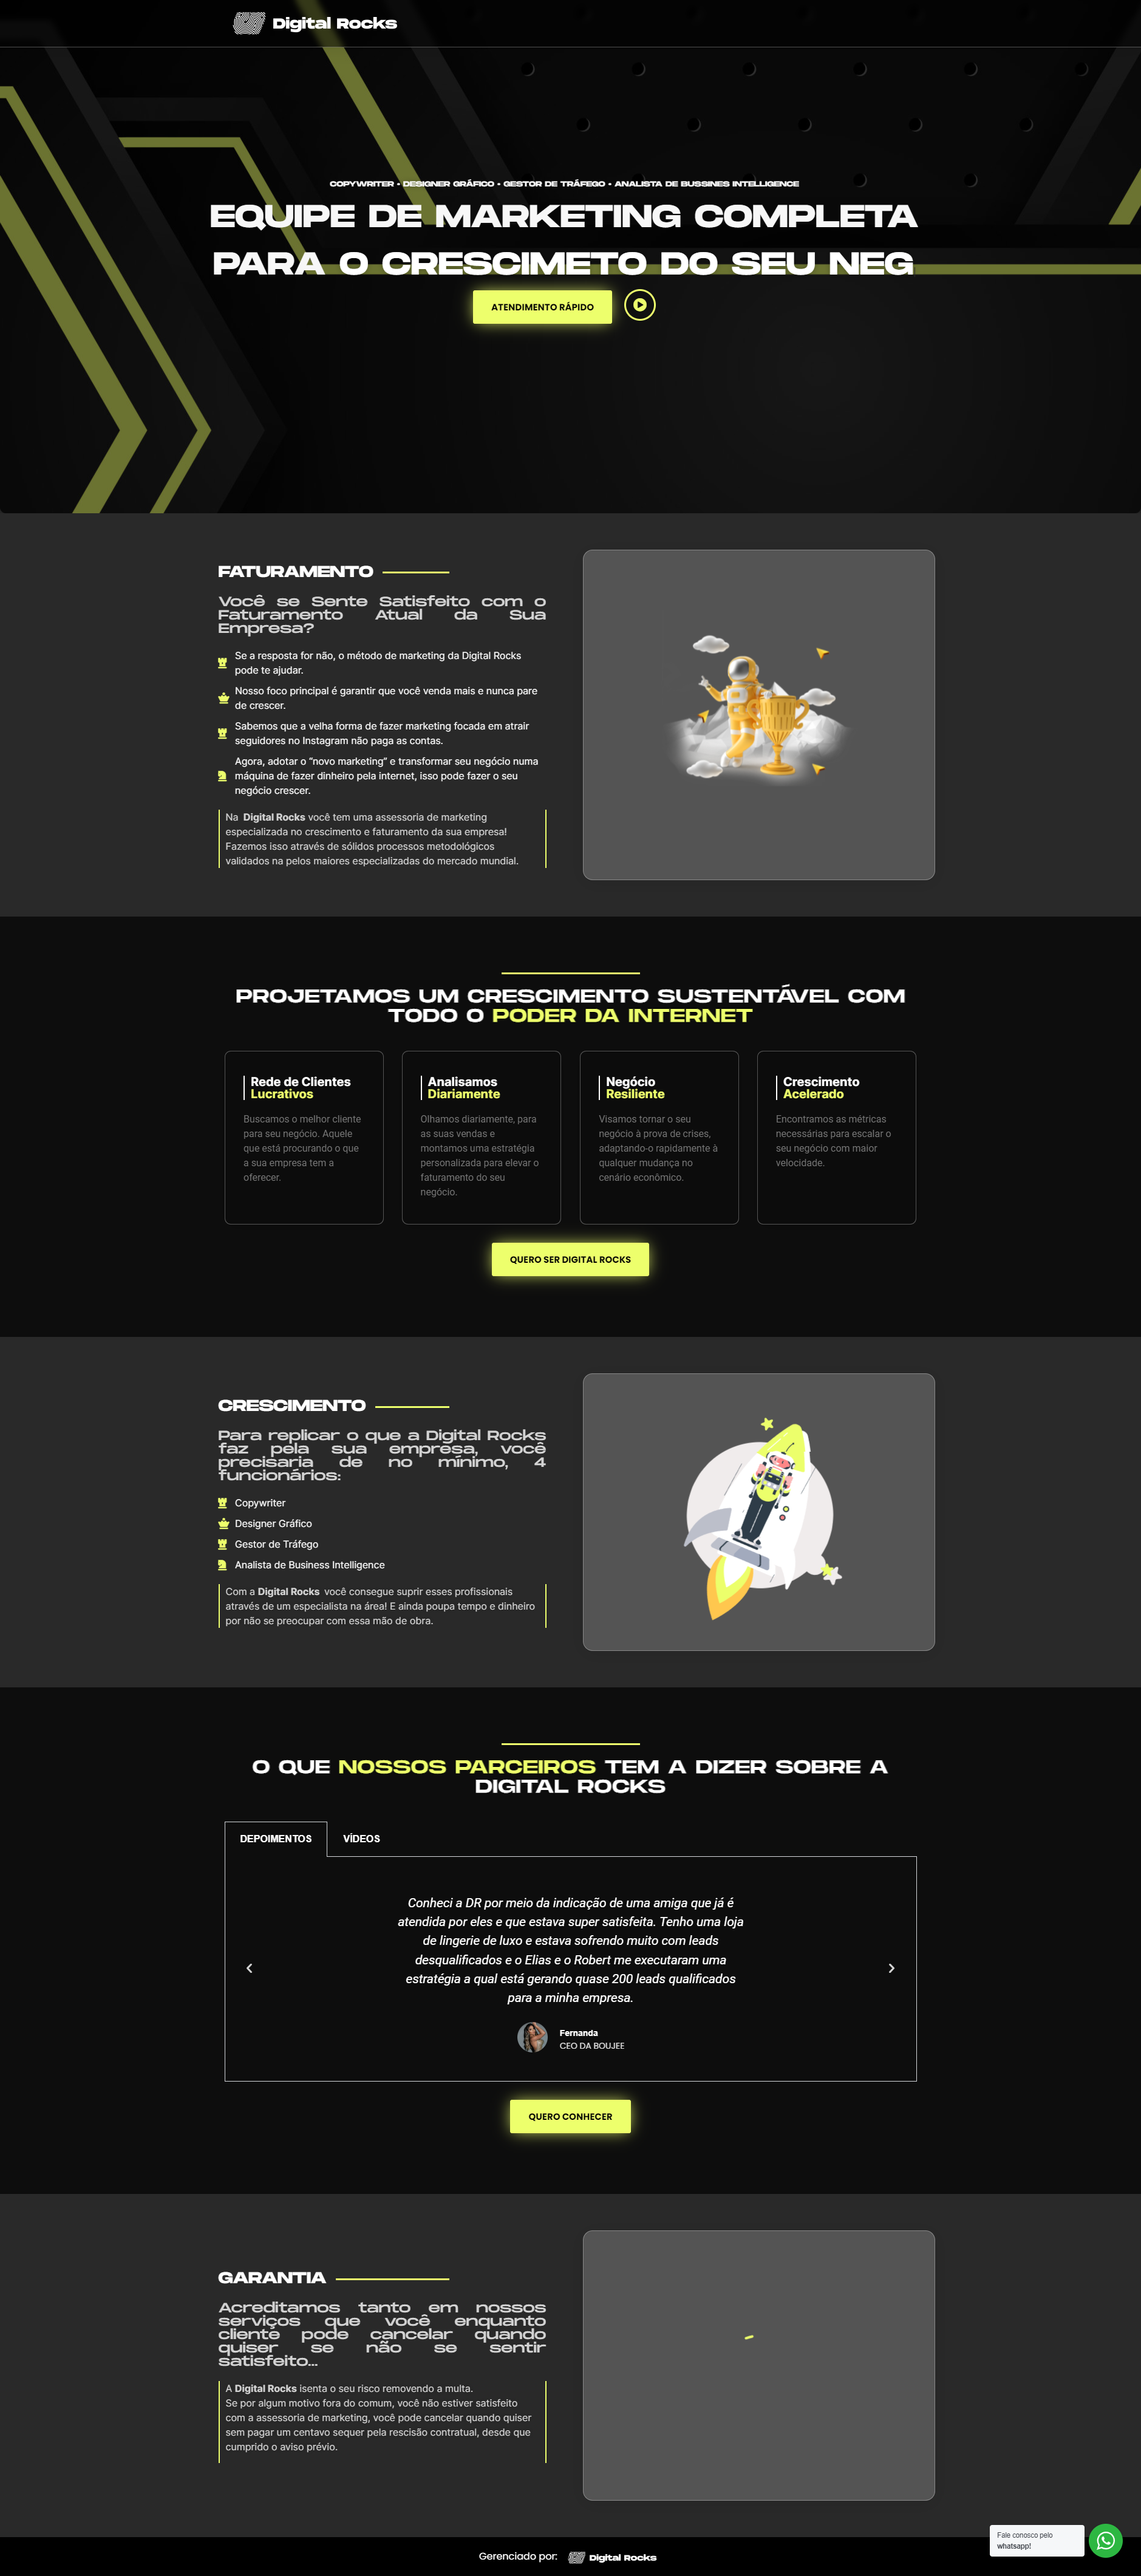 Digital Rocks
COPYWRITER - DESIGNER GRÁFICO - GESTOR DE TRÁFEGO - ANALISTA DE BUSSINES INTELLIGENCE
EQUIPE DE MARKETING COMPLETA
PARA O CRESCIMETO DO SEU NEG
ATENDIMENTO RÁPIDO
FATURAMENTO
Você se Sente Satisfeito com o
Faturamento Atual da Sua
Empresa?
Se a resposta for não, o método de marketing da Digital Rocks
pode te ajudar.
Nosso foco principal é garantir que você venda mais e nunca pare
de crescer.
Sabemos que a velha forma de fazer marketing focada em atrair
seguidores no Instagram não paga as contas.
Agora, adotar o “novo marketing” e transformar seu negócio numa
máquina de fazer dinheiro pela internet, isso pode fazer o seu
negócio crescer.
Na Digital Rocks você tem uma assessoria de marketing
especializada no crescimento e faturamento da sua empresa!
Fazemos isso através de sólidos processos metodológicos
validados na pelos maiores especializadas do mercado mundial.
PROJETAMOS UM CRESCIMENTO SUSTENTÁVEL COM
TODO O PODER DA INTERNET
Rede de Clientes
Lucrativos
Buscamos o melhor cliente
para seu negócio. Aquele
que está procurando o que
a sua empresa tem a
oferecer.
Analisamos
Diariamente
Olhamos diariamente, para
as suas vendas e
montamos uma estratégia
personalizada para elevar o
faturamento do seu
negócio.
Negócio
Resiliente
Visamos tornar o seu
negócio à prova de crises,
adaptando-o rapidamente à
qualquer mudança no
cenário econômico.
Crescimento
Acelerado
Encontramos as métricas
necessárias para escalar o
seu negócio com maior
velocidade.
QUERO SER DIGITAL ROCKS
CRESCIMENTO
Para replicar o que a Digital Rocks
faz pela sua empresa, você
precisaria de no mínimo, 4
funcionários:
Copywriter
Designer Gráfico
Gestor de Tráfego
Analista de Business Intelligence
Com a Digital Rocks você consegue suprir esses profissionais
através de um especialista na área! E ainda poupa tempo e dinheiro
por não se preocupar com essa mão de obra.
O QUE NOSSOS PARCEIROS TEM A DIZER SOBRE A
DIGITAL ROCKS
DEPOIMENTOS
VÍDEOS
Conheci a DR por meio da indicação de uma amiga que já é
atendida por eles e que estava super satisfeita. Tenho uma loja
de lingerie de luxo e estava sofrendo muito com leads
desqualificados e o Elias e o Robert me executaram uma
estratégia a qual está gerando quase 200 leads qualificados
para a minha empresa.
Fernanda
CEO DA BOUJEE
QUERO CONHECER
GARANTIA
Acreditamos tanto em nossos
serviços que você enquanto
cliente pode cancelar quando
quiser se não se sentir
satisfeito...
A Digital Rocks isenta o seu risco removendo a multa.
Se por algum motivo fora do comum, você não estiver satisfeito
com a assessoria de marketing, você pode cancelar quando quiser
sem pagar um centavo sequer pela rescisão contratual, desde que
cumprido o aviso prévio.
Fale conosco pelo
whatsapp!
Gerenciado por:
Digital Rocks